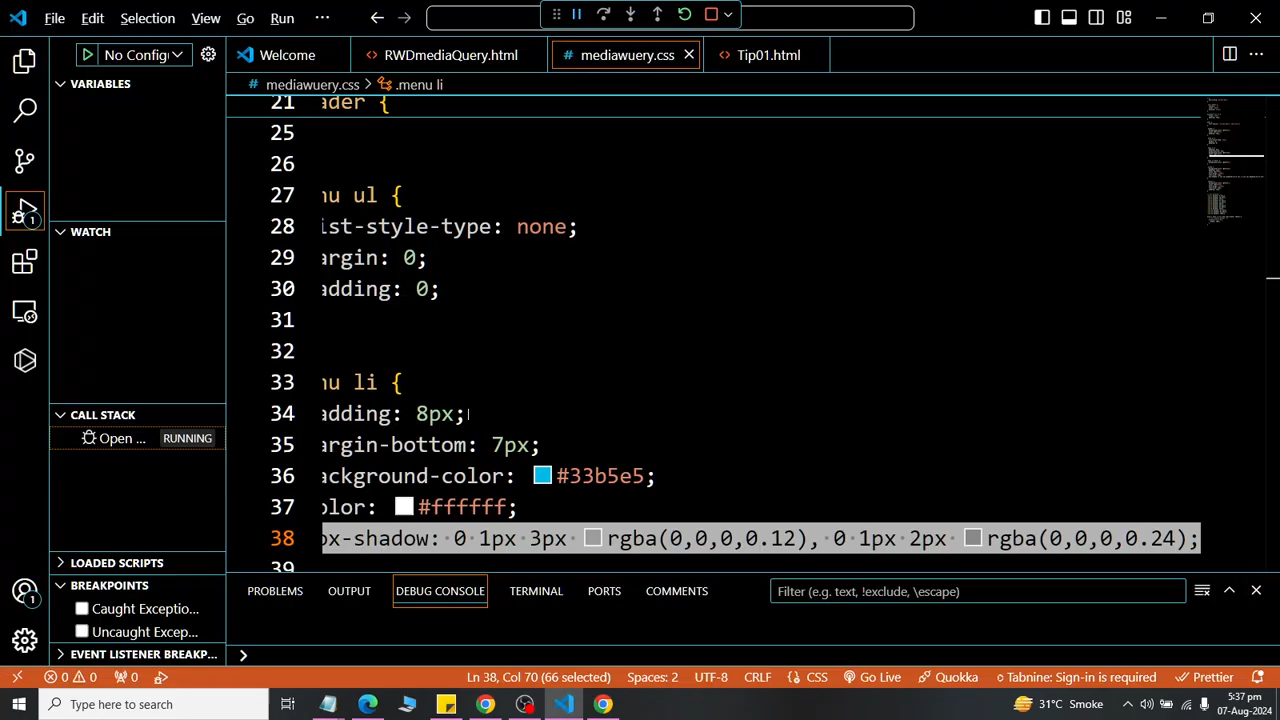 File Edit Selection View Go Run ...
No Config
Welcome
RWDmediaQuery.html
# mediawuery.css
Tip01.html
# mediawuery.css > .menu li
VARIABLES
WATCH
CALL STACK
Open ... RUNNING
LOADED SCRIPTS
BREAKPOINTS
Caught Exceptio...
Uncaught Excep...
EVENT LISTENER BREAKP...
21 ader {
25
26
27 nu ul {
28 ist-style-type: none;
29 argin: 0;
30 adding: 0;
31
32
33 nu li {
34 adding: 8px;
35 argin-bottom: 7px;
36 ackground-color: #33b5e5;
37 olor: #ffffff;
38 ox-shadow: 0 1px 3px rgba(0,0,0,0.12), 0 1px 2px rgba(0,0,0,0.24);
39
PROBLEMS OUTPUT DEBUG CONSOLE TERMINAL PORTS COMMENTS
Filter (e.g. text, !exclude, \escape)
1
1
0 0 0
Ln 38, Col 70 (66 selected) Spaces: 2 UTF-8 CRLF {} CSS Go Live Quokka Tabnine: Sign-in is required Prettier
Type here to search
31°C Smoke
5:37 pm
07-Aug-2024